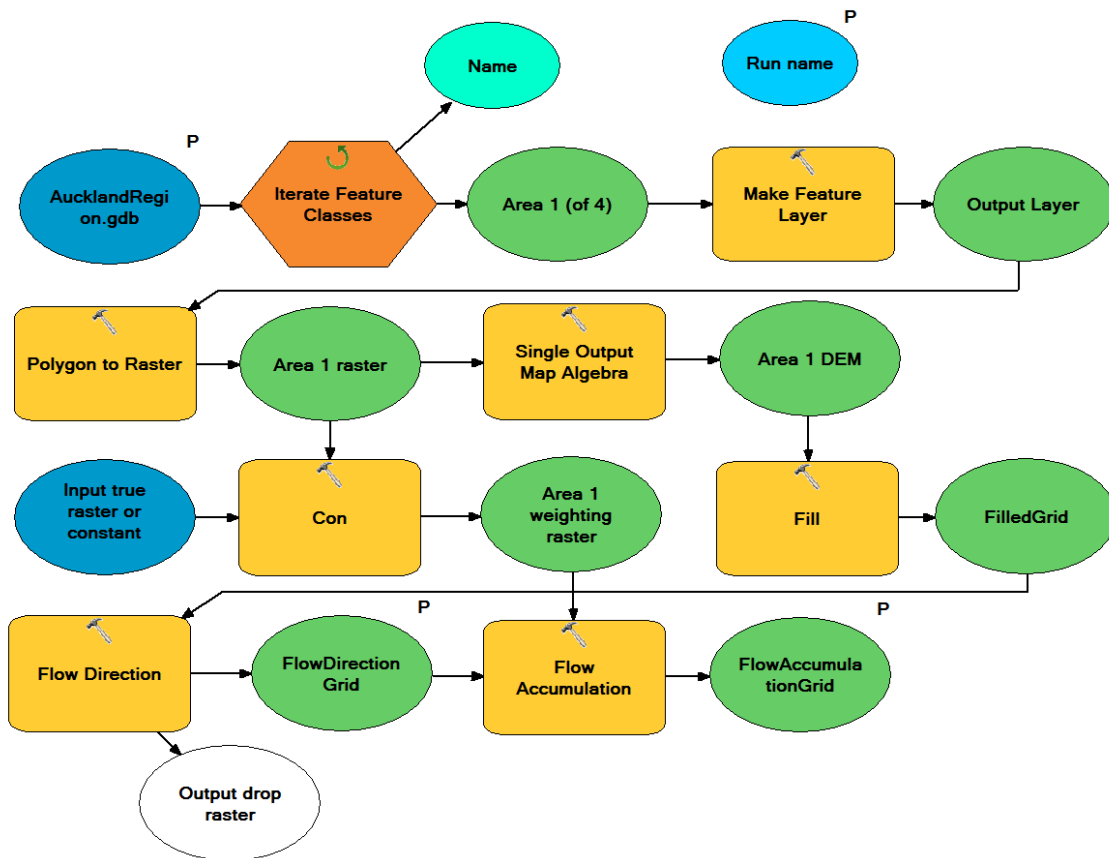 P
Name
Run name
P
AucklandRegi
on.gdb
Iterate Feature
Classes
Area 1 (of 4)
Make Feature
Layer
Output Layer
Polygon to Raster
Area 1 raster
Single Output
Map Algebra
Area 1 DEM
Input true
raster or
constant
Con
Area 1
weighting
raster
Fill
FilledGrid
Flow Direction
P
FlowDirection
Grid
Flow
Accumulation
P
FlowAccumula
tionGrid
Output drop
raster